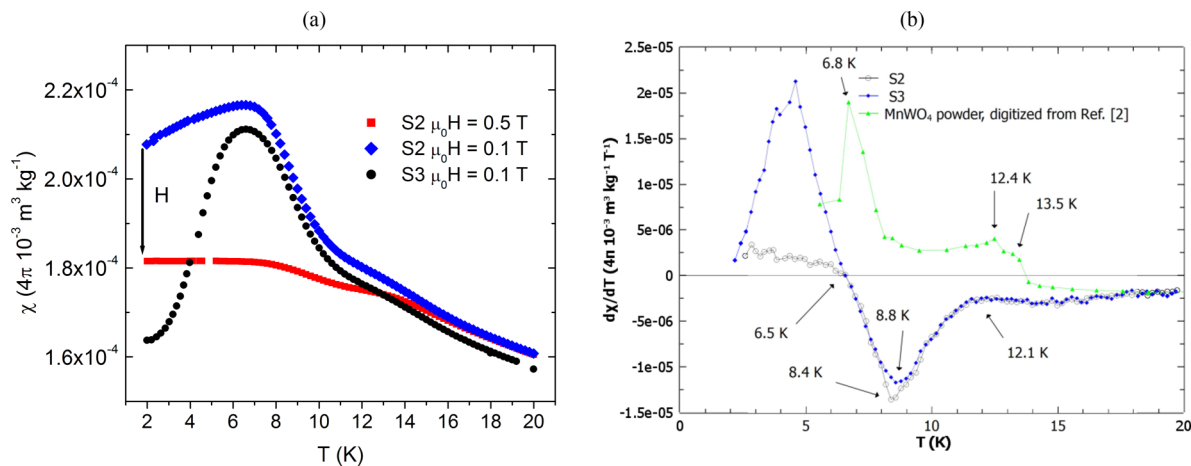 (a)
χ (4π 10⁻³ m³ kg⁻¹)
2.2x10⁻⁴
2.0x10⁻⁴
1.8x10⁻⁴
1.6x10⁻⁴
H
S2 μ₀H = 0.5 T
S2 μ₀H = 0.1 T
S3 μ₀H = 0.1 T
2 4 6 8 10 12 14 16 18 20
T (K)
(b)
dχ/dT (4π 10⁻³ m³ kg⁻¹ T⁻¹)
2.5e-05
2e-05
1.5e-05
1e-05
5e-06
0
-5e-06
-1e-05
-1.5e-05
6.8 K
S2
S3
MnWO₄ powder, digitized from Ref. [2]
12.4 K
13.5 K
6.5 K
8.8 K
8.4 K
12.1 K
0 5 10 15 20
T (K)